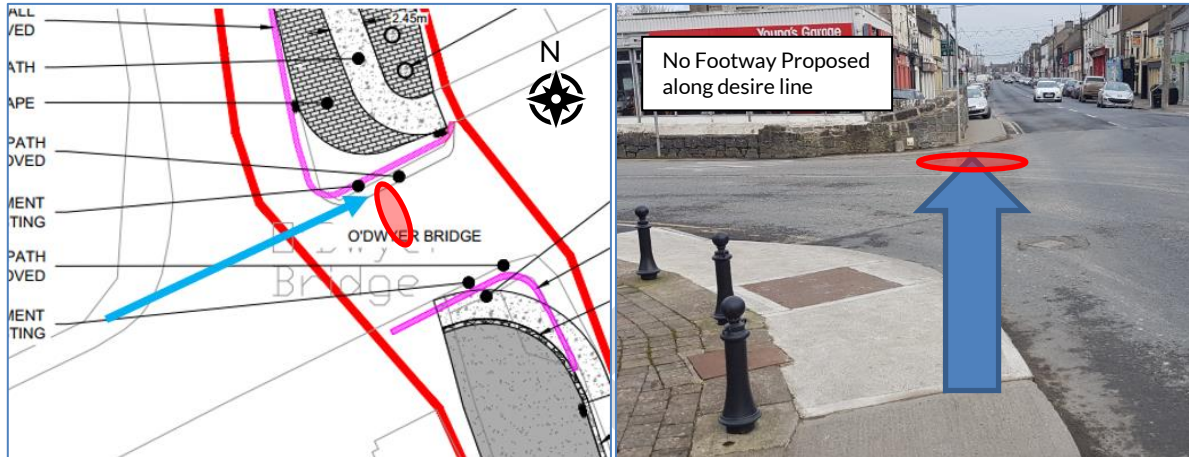 ALL
VED
ATH
APE
PATH
OVED
MENT
TING
PATH
OVED
MENT
TING
2.45m
N
O'DWYER BRIDGE
O'Dwyer
Bridge
Young's Garage
No Footway Proposed
along desire line